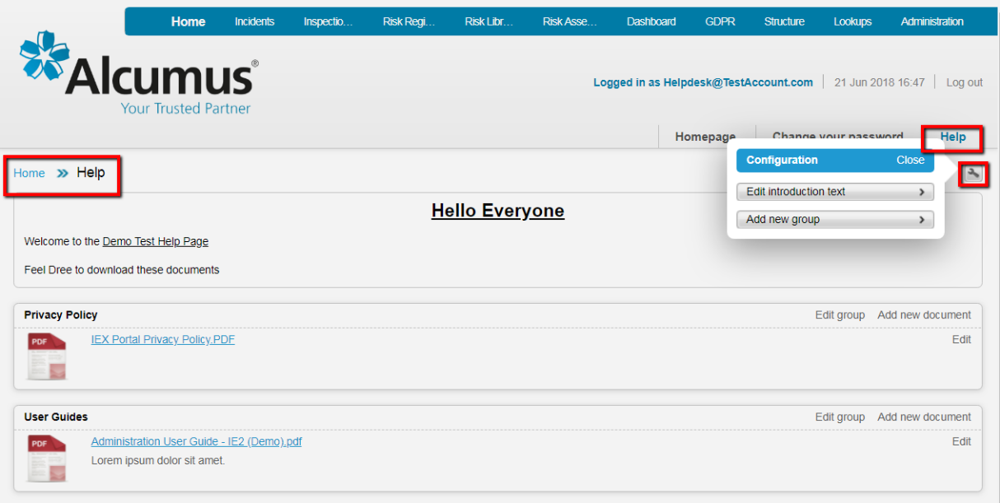 Home Incidents Inspectio... Risk Regi... Risk Libr... Risk Asse... Dashboard GDPR Structure Lookups Administration
Alcumus®
Your Trusted Partner
Logged in as Helpdesk@TestAccount.com 21 Jun 2018 16:47 Log out
Homepage Change your password Help
Home » Help
Configuration Close
Edit introduction text
Add new group
Hello Everyone
Welcome to the Demo Test Help Page
Feel Dree to download these documents
Privacy Policy Edit group Add new document
PDF IEX Portal Privacy Policy.PDF Edit
User Guides Edit group Add new document
PDF Administration User Guide - IE2 (Demo).pdf Edit
Lorem ipsum dolor sit amet.